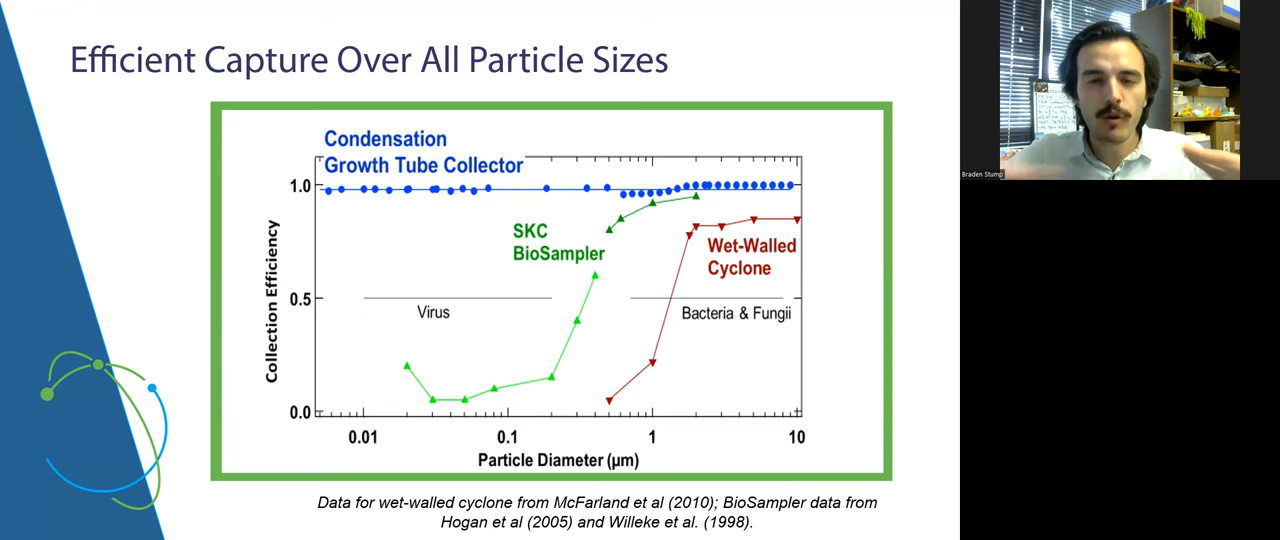 Efficient Capture Over All Particle Sizes
Condensation
Growth Tube Collector
1.0
SKC
BioSampler
Wet-Walled
Cyclone
Collection Efficiency
0.5
Virus
Bacteria & Fungii
0.0
0.01
0.1
1
10
Particle Diameter (μm)
Data for wet-walled cyclone from McFarland et al (2010); BioSampler data from
Hogan et al (2005) and Willeke et al. (1998).
Braden Stump